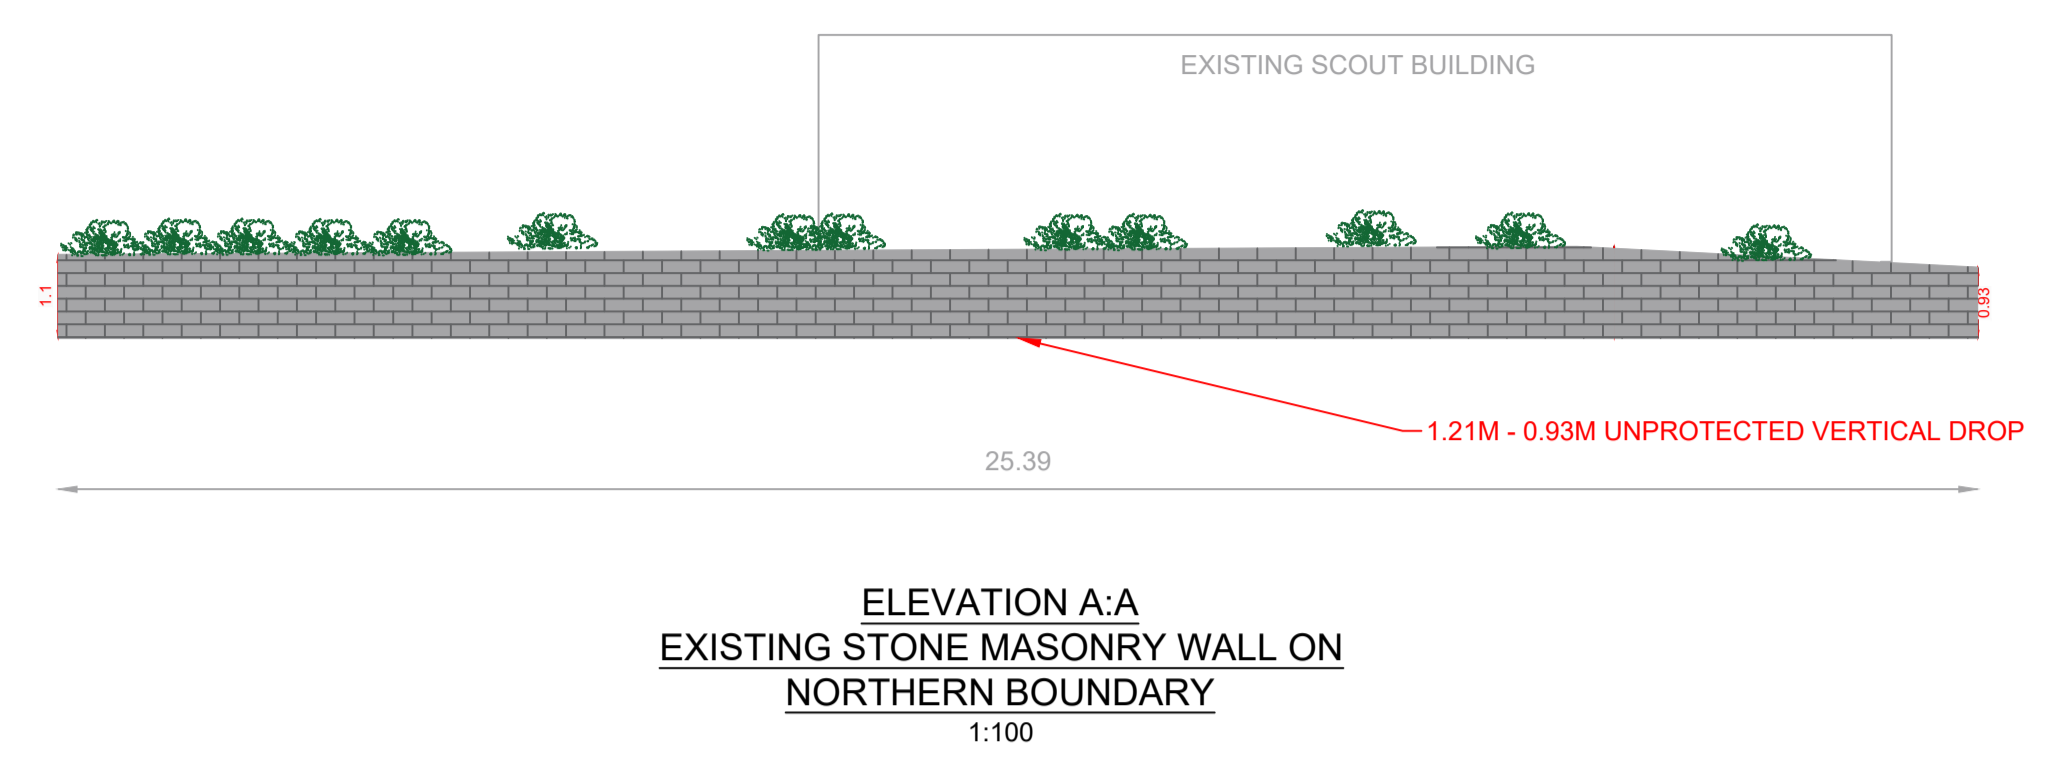 EXISTING SCOUT BUILDING
1.1
0.93
1.21M - 0.93M UNPROTECTED VERTICAL DROP
25.39
ELEVATION A:A
EXISTING STONE MASONRY WALL ON
NORTHERN BOUNDARY
1:100